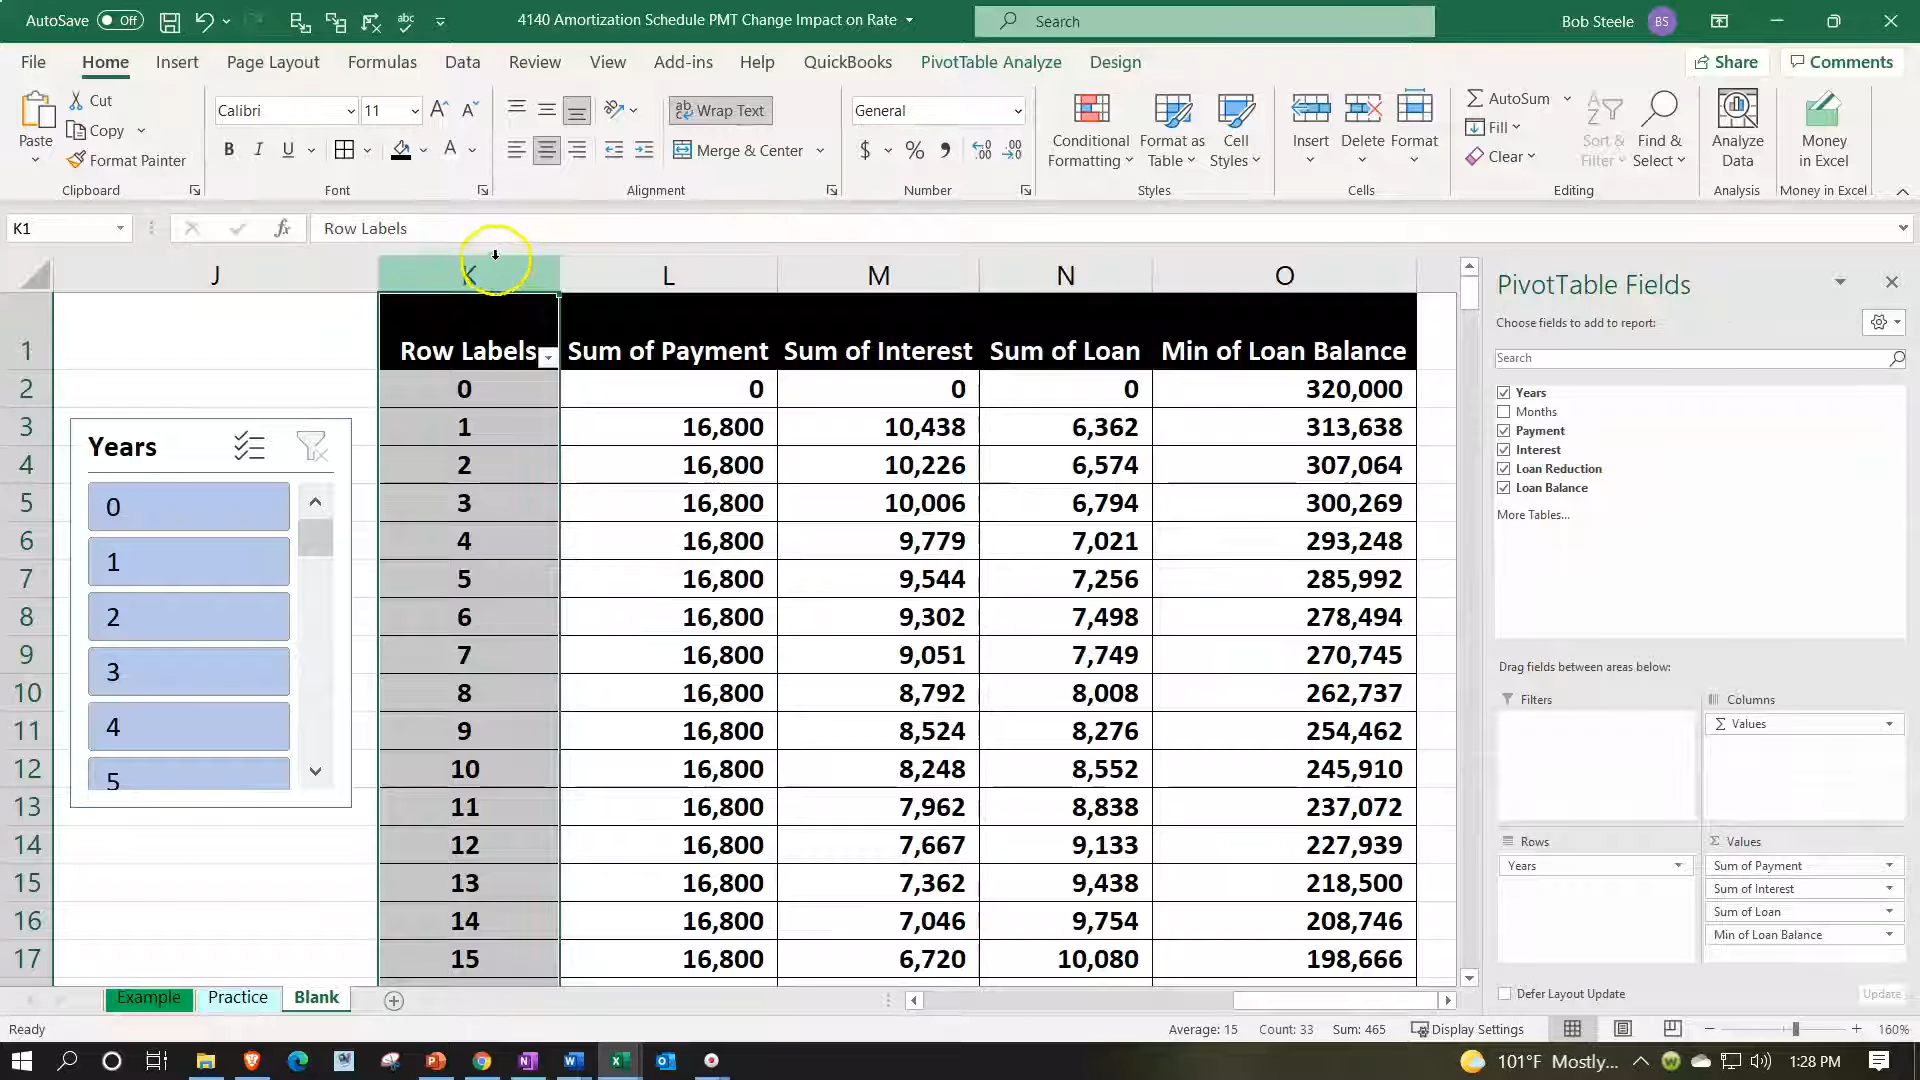 AutoSave Off 4140 Amortization Schedule PMT Change Impact on Rate Search Bob Steele BS
File Home Insert Page Layout Formulas Data Review View Add-ins Help QuickBooks PivotTable Analyze Design Share Comments
Paste Cut Copy Format Painter Clipboard
Calibri 11 B I U A Font
ab Wrap Text Merge & Center Alignment
General $ % Number
Conditional Formatting Format as Table Cell Styles Styles
Insert Delete Format Cells
AutoSum Fill Clear Sort & Filter Find & Select Editing
Analyze Data Analysis
Money in Excel Money in Excel
K1 fx Row Labels
J K L M N O
1 Row Labels Sum of Payment Sum of Interest Sum of Loan Min of Loan Balance
2 0 0 0 0 320,000
3 1 16,800 10,438 6,362 313,638
4 2 16,800 10,226 6,574 307,064
5 3 16,800 10,006 6,794 300,269
6 4 16,800 9,779 7,021 293,248
7 5 16,800 9,544 7,256 285,992
8 6 16,800 9,302 7,498 278,494
9 7 16,800 9,051 7,749 270,745
10 8 16,800 8,792 8,008 262,737
11 9 16,800 8,524 8,276 254,462
12 10 16,800 8,248 8,552 245,910
13 11 16,800 7,962 8,838 237,072
14 12 16,800 7,667 9,133 227,939
15 13 16,800 7,362 9,438 218,500
16 14 16,800 7,046 9,754 208,746
17 15 16,800 6,720 10,080 198,666
Years
0
1
2
3
4
5
PivotTable Fields
Choose fields to add to report:
Search
Years
Months
Payment
Interest
Loan Reduction
Loan Balance
More Tables...
Drag fields between areas below:
Filters Columns
Σ Values
Rows Σ Values
Years Sum of Payment
Sum of Interest
Sum of Loan
Min of Loan Balance
Defer Layout Update Update
Example Practice Blank
Ready Average: 15 Count: 33 Sum: 465 Display Settings 160%
101°F Mostly... 1:28 PM